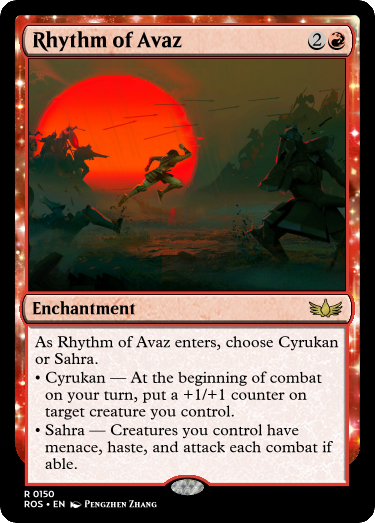 Rhythm of Avaz 2
Enchantment
As Rhythm of Avaz enters, choose Cyrukan
or Sahra.
• Cyrukan — At the beginning of combat
on your turn, put a +1/+1 counter on
target creature you control.
• Sahra — Creatures you control have
menace, haste, and attack each combat if
able.
R 0150
ROS • EN Pengzhen Zhang